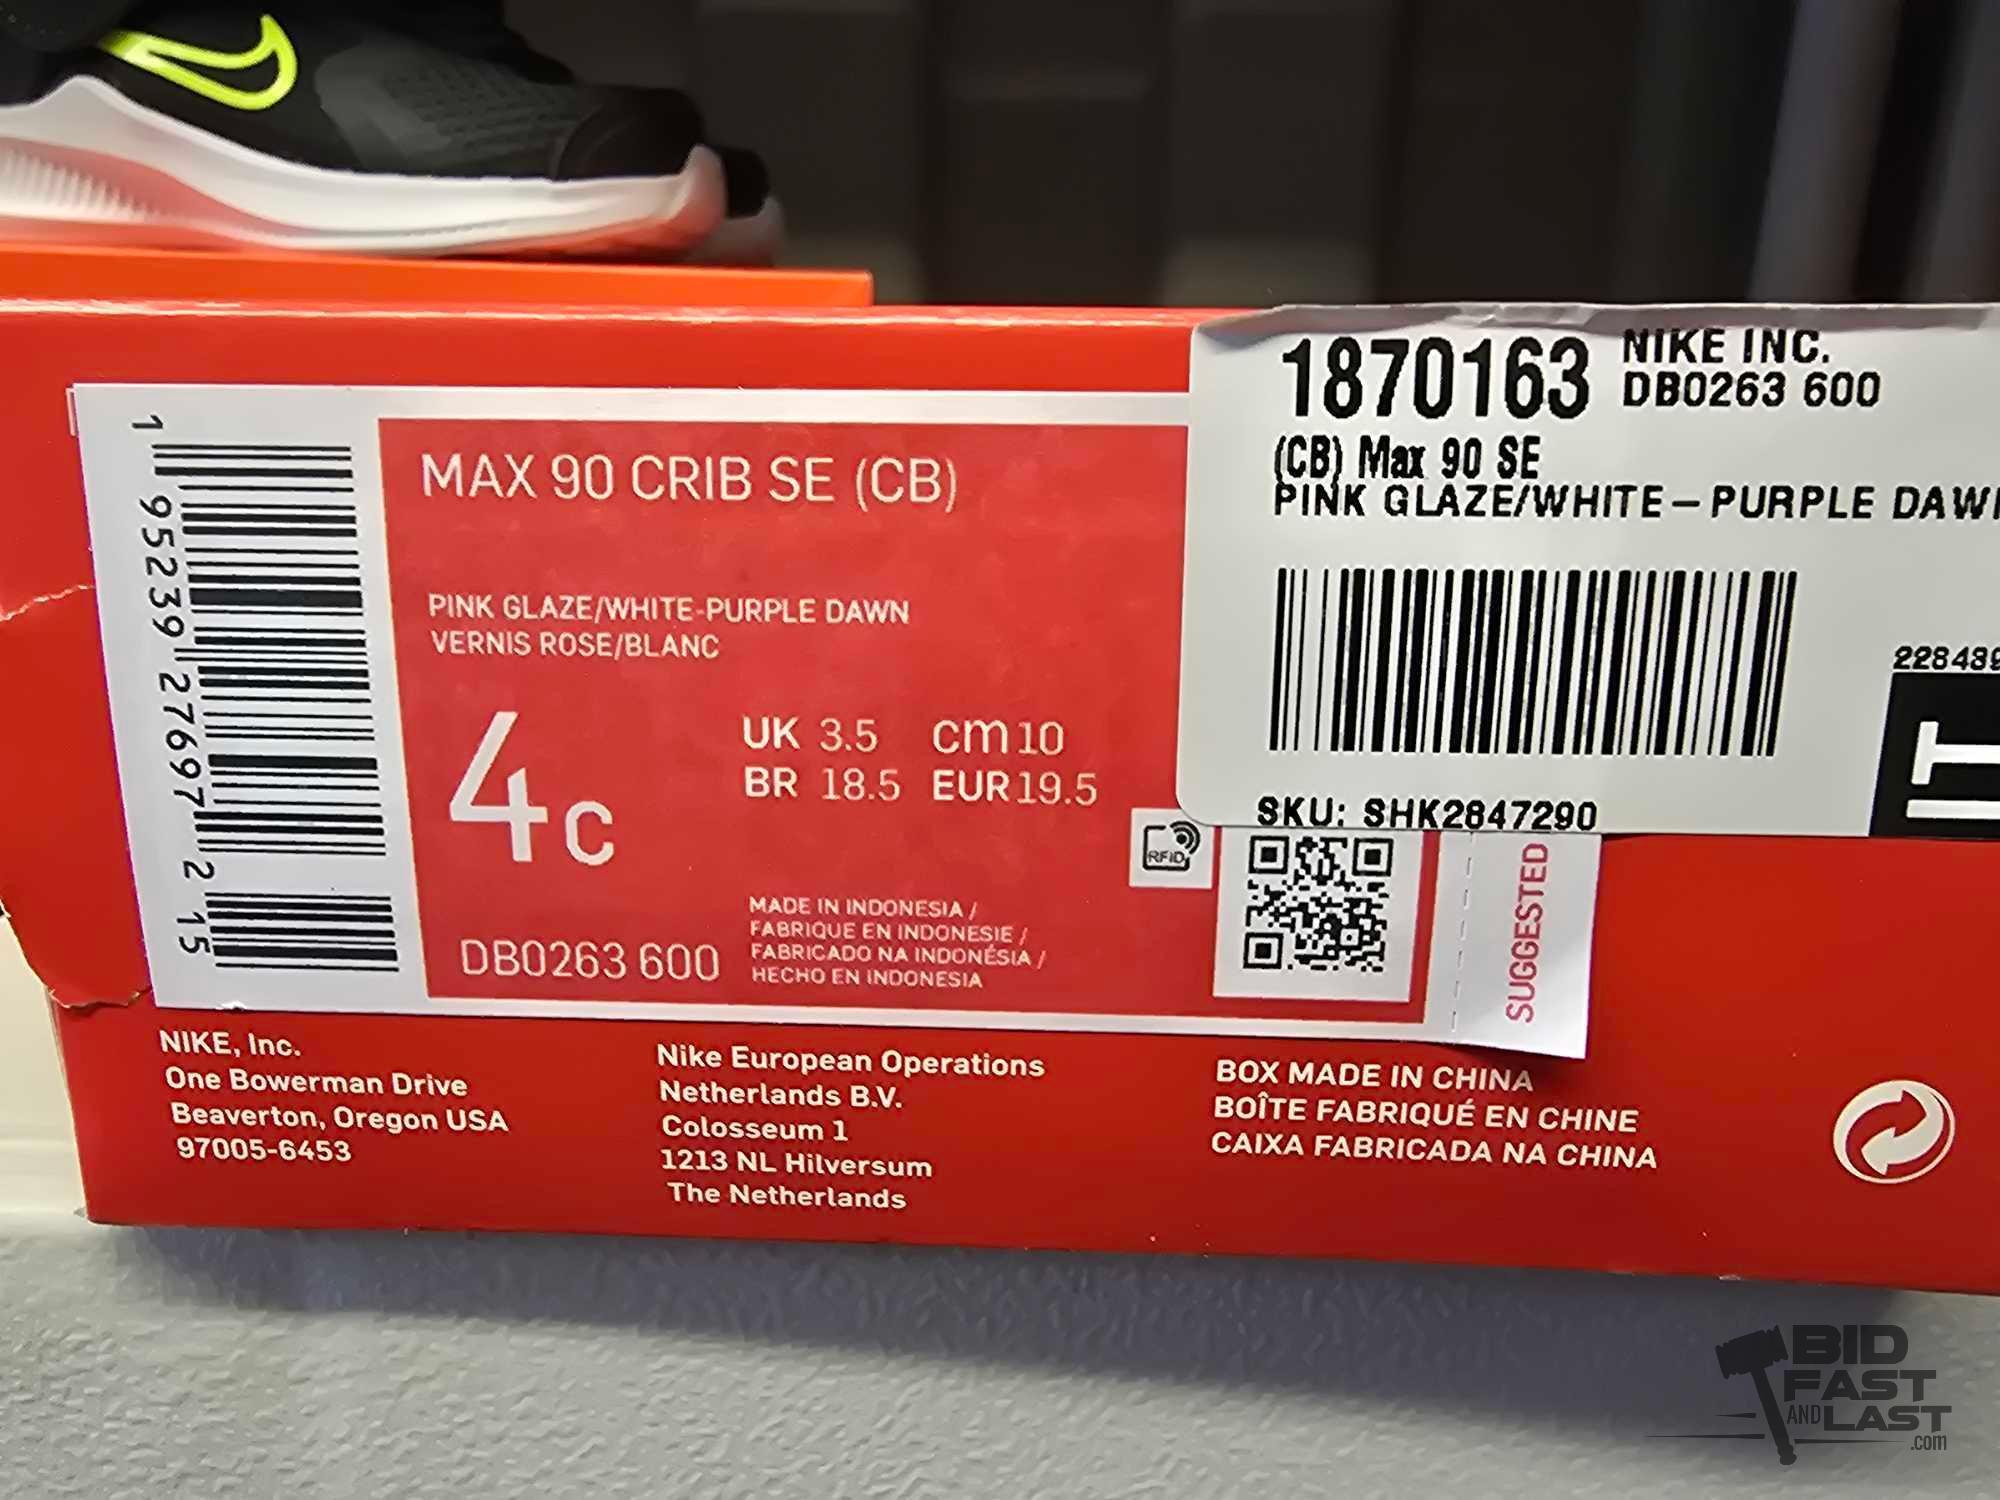 1870163
NIKE INC.
DB0263 600
(CB) Max 90 SE
PINK GLAZE/WHITE-PURPLE DAW
228489
SKU: SHK2847290
IT
1 95239 27697 2 15
MAX 90 CRIB SE (CB)
PINK GLAZE/WHITE-PURPLE DAWN
VERNIS ROSE/BLANC
4C
UK 3.5 cm 10
BR 18.5 EUR 19.5
RFID
SUGGESTED
DB0263 600
MADE IN INDONESIA /
FABRIQUE EN INDONESIE /
FABRICADO NA INDONÉSIA /
HECHO EN INDONESIA
NIKE, Inc.
One Bowerman Drive
Beaverton, Oregon USA
97005-6453
Nike European Operations
Netherlands B.V.
Colosseum 1
1213 NL Hilversum
The Netherlands
BOX MADE IN CHINA
BOÎTE FABRIQUÉ EN CHINE
CAIXA FABRICADA NA CHINA
BID
FAST
AND LAST
.com